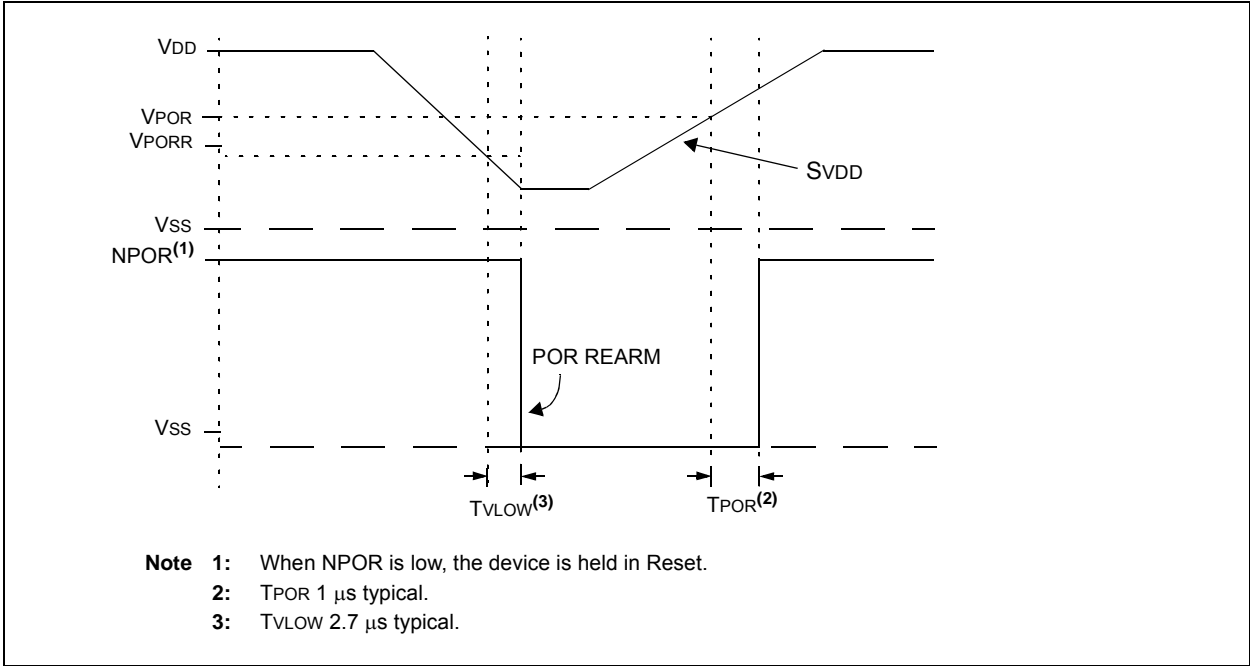 VDD
VPOR
VPORR
SVDD
VSS
NPOR(1)
POR REARM
VSS
TVLOW(3)
TPOR(2)
Note 1: When NPOR is low, the device is held in Reset.
2: TPOR 1 μs typical.
3: TVLOW 2.7 μs typical.